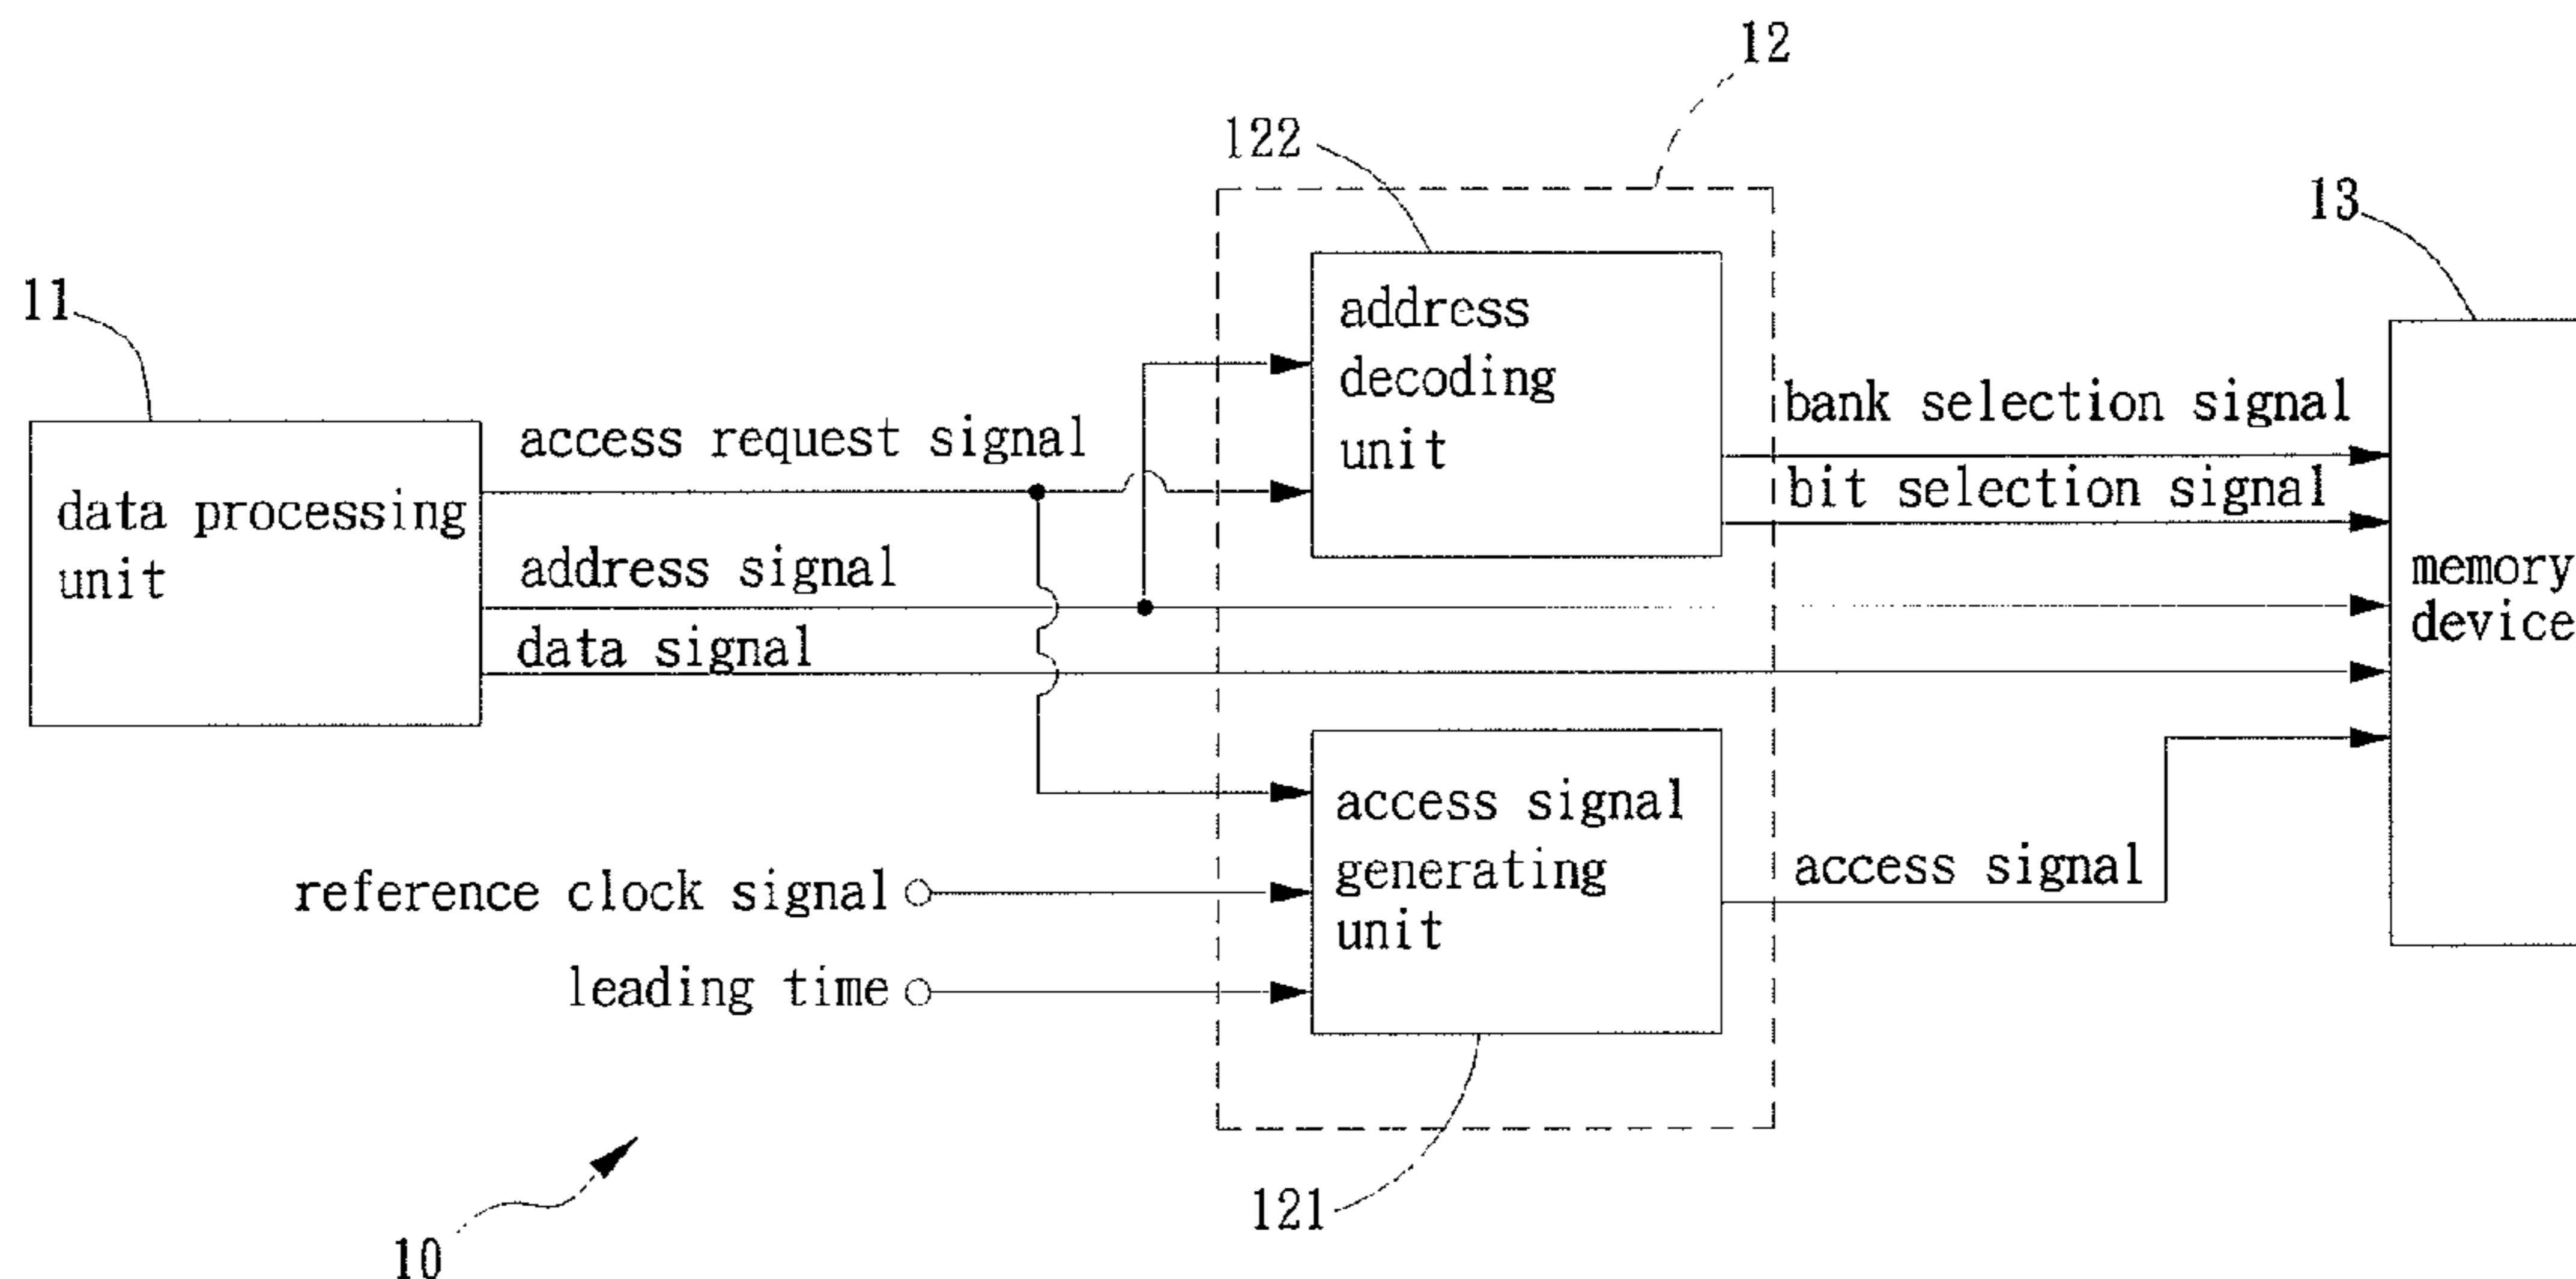 12
122
13
11
address
decoding
unit
bank selection signal
bit selection signal
access request signal
data processing
unit
address signal
data signal
memory
device
access signal
generating
unit
access signal
reference clock signal
leading time
121
10